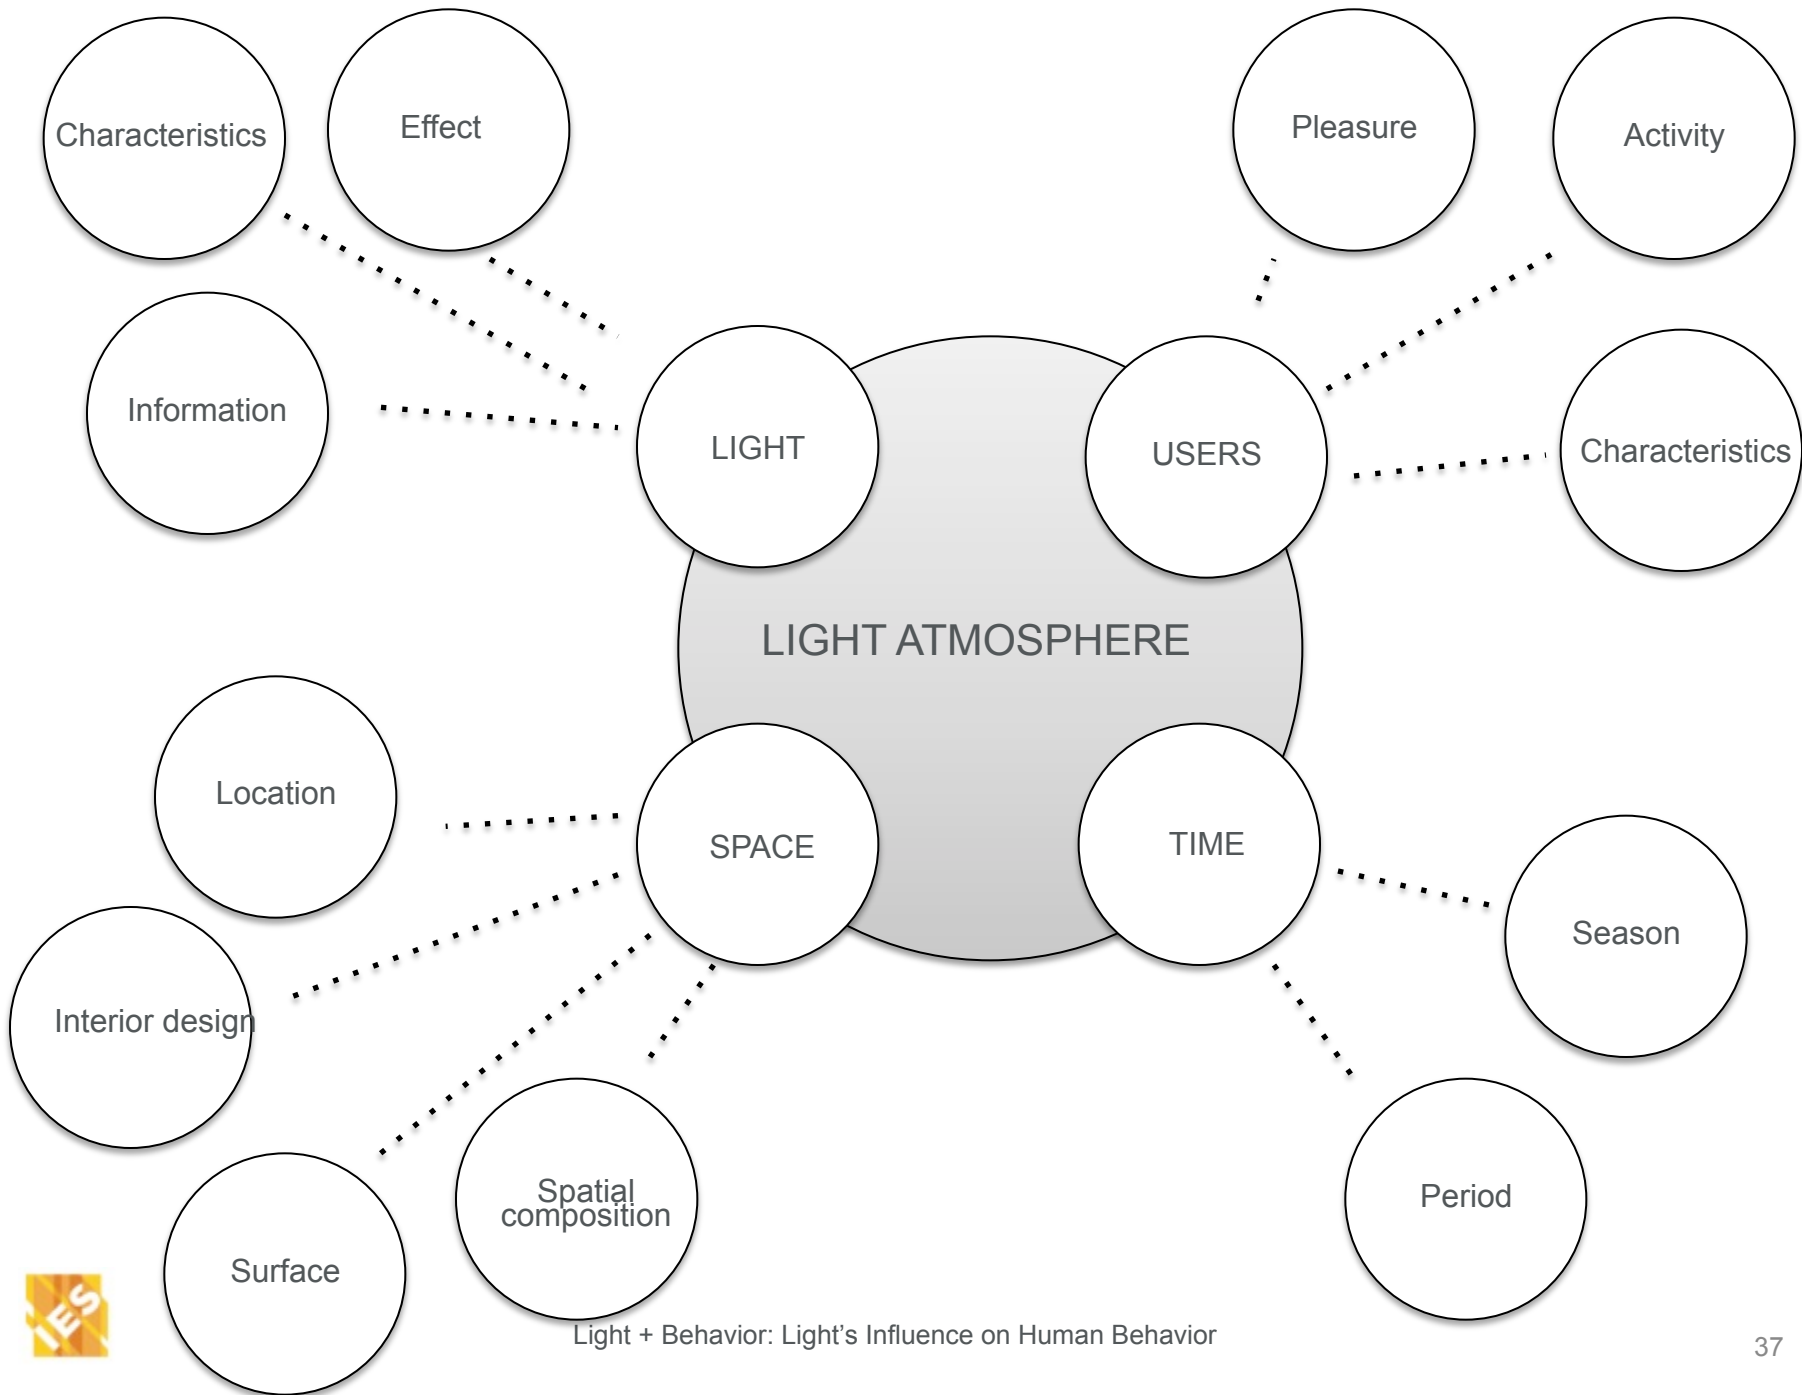 Characteristics
Effect
Pleasure
Activity
Information
LIGHT
USERS
Characteristics
LIGHT ATMOSPHERE
Location
SPACE
TIME
Season
Interior design
Spatial
composition
Period
Surface
IES
Light + Behavior: Light's Influence on Human Behavior
37